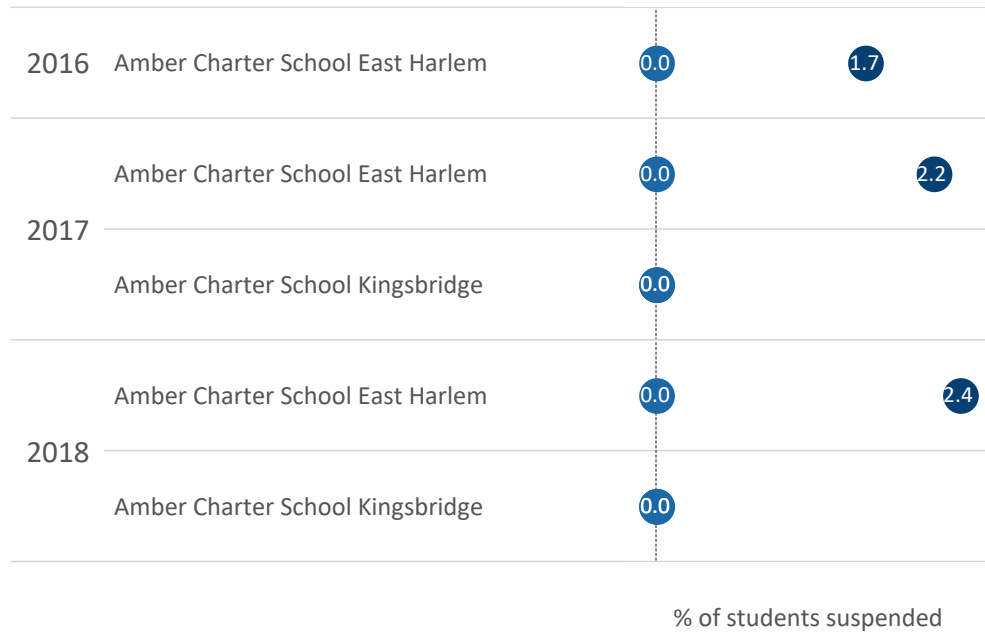 2016 Amber Charter School East Harlem 0.0 1.7
Amber Charter School East Harlem 0.0 2.2
2017
Amber Charter School Kingsbridge 0.0
Amber Charter School East Harlem 0.0 2.4
2018
Amber Charter School Kingsbridge 0.0
% of students suspended